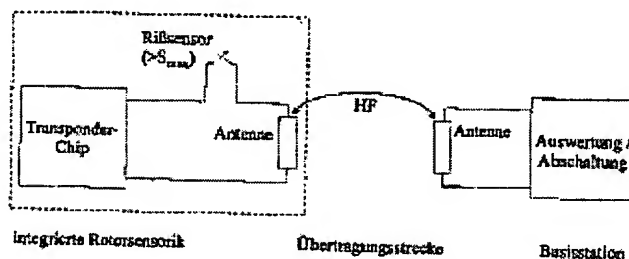 Rißsensor
(>S
Transponder-
Chip
Antenne
HF
Antenne
Auswertung /
Abschaltung
integrierte Rotorsensorik
Übertragungsstrecke
Basisstation